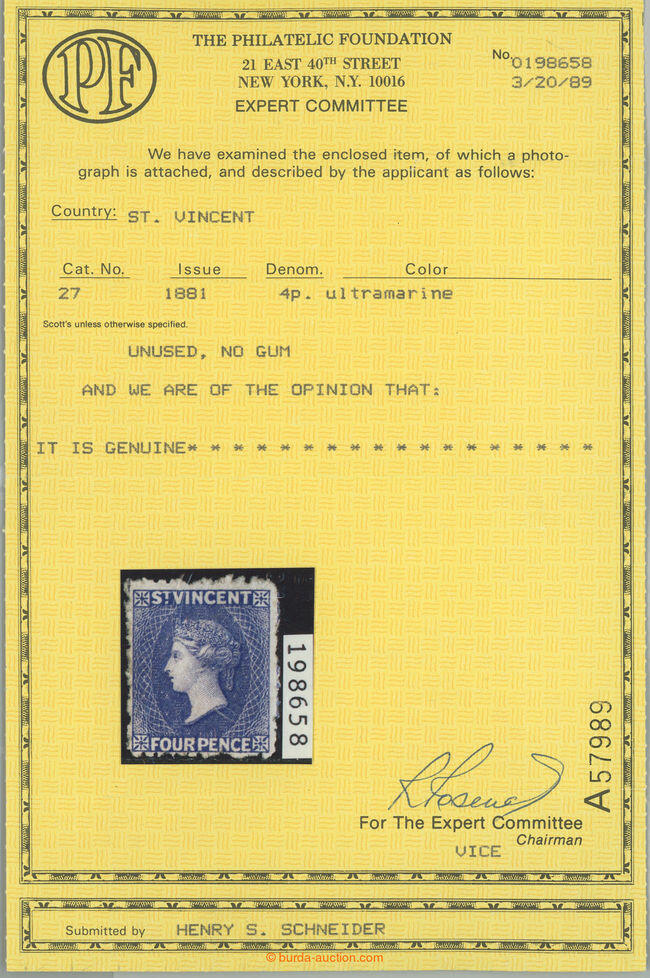 PF
THE PHILATELIC FOUNDATION
21 EAST 40TH STREET
NEW YORK, N.Y. 10016
EXPERT COMMITTEE
No. 0198658
3/20/89
We have examined the enclosed item, of which a photo-
graph is attached, and described by the applicant as follows:
Country: ST. VINCENT
Cat. No. Issue Denom. Color
27 1881 4p. ultramarine
Scott's unless otherwise specified.
UNUSED, NO GUM
AND WE ARE OF THE OPINION THAT:
IT IS GENUINE* * * * * * * * * * * * * * * * * *
ST VINCENT
FOUR PENCE
198658
A57989
For The Expert Committee
Chairman
VICE
Submitted by HENRY S. SCHNEIDER
© burda-auction.com